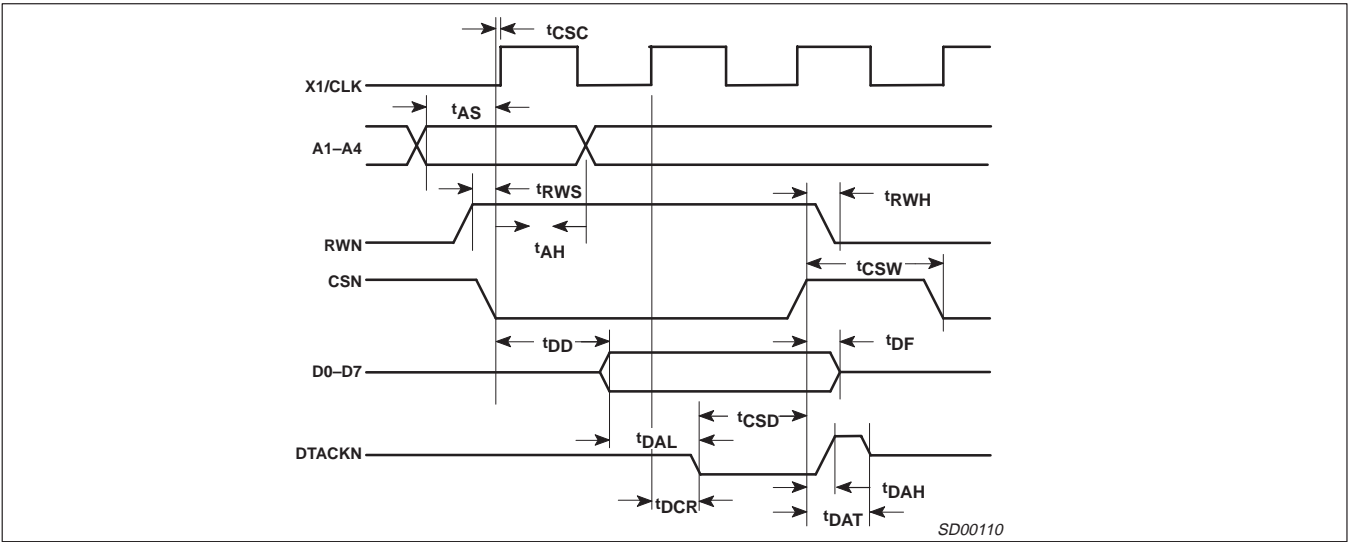 tCSC
X1/CLK
tAS
A1–A4
tRWS
tRWH
RWN
tAH
tCSW
CSN
tDD
tDF
D0–D7
tCSD
tDAL
DTACKN
tDAH
tDCR
tDAT
SD00110